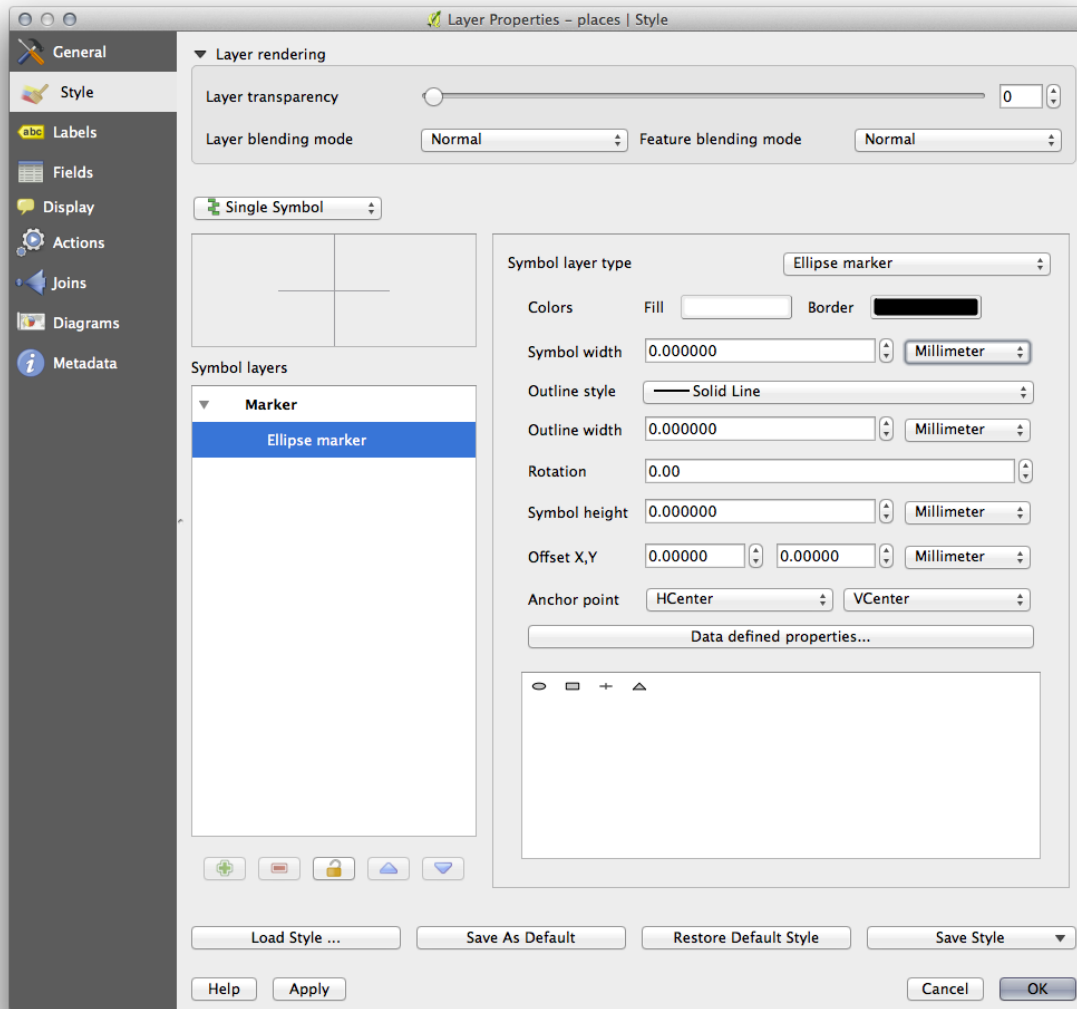 Layer Properties - places | Style
General
Style
abc Labels
Fields
Display
Actions
Joins
Diagrams
Metadata
Layer rendering
Layer transparency 0
Layer blending mode Normal Feature blending mode Normal
Single Symbol
Symbol layers
Marker
Ellipse marker
Symbol layer type Ellipse marker
Colors Fill Border
Symbol width 0.000000 Millimeter
Outline style Solid Line
Outline width 0.000000 Millimeter
Rotation 0.00
Symbol height 0.000000 Millimeter
Offset X,Y 0.00000 0.00000 Millimeter
Anchor point HCenter VCenter
Data defined properties...
Load Style ... Save As Default Restore Default Style Save Style
Help Apply Cancel OK